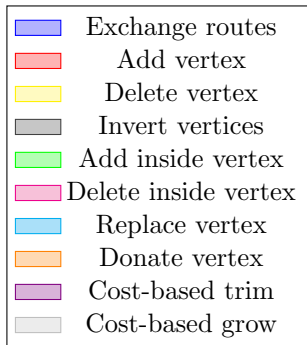 Exchange routes
Add vertex
Delete vertex
Invert vertices
Add inside vertex
Delete inside vertex
Replace vertex
Donate vertex
Cost-based trim
Cost-based grow